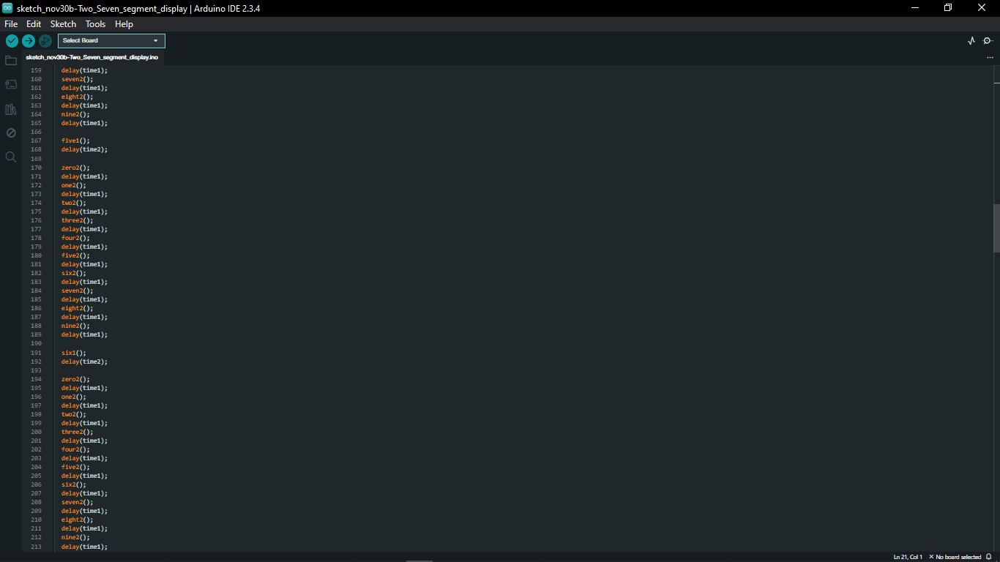 sketch_nov30b-Two_Seven_segment_display | Arduino IDE 2.3.4
File Edit Sketch Tools Help
Select Board
sketch_nov30b-Two_Seven_segment_display.ino
159 delay(time1);
160 seven2();
161 delay(time1);
162 eight2();
163 delay(time1);
164 nine2();
165 delay(time1);
166
167 five1();
168 delay(time2);
169
170 zero2();
171 delay(time1);
172 one2();
173 delay(time1);
174 two2();
175 delay(time1);
176 three2();
177 delay(time1);
178 four2();
179 delay(time1);
180 five2();
181 delay(time1);
182 six2();
183 delay(time1);
184 seven2();
185 delay(time1);
186 eight2();
187 delay(time1);
188 nine2();
189 delay(time1);
190
191 six1();
192 delay(time2);
193
194 zero2();
195 delay(time1);
196 one2();
197 delay(time1);
198 two2();
199 delay(time1);
200 three2();
201 delay(time1);
202 four2();
203 delay(time1);
204 five2();
205 delay(time1);
206 six2();
207 delay(time1);
208 seven2();
209 delay(time1);
210 eight2();
211 delay(time1);
212 nine2();
213 delay(time1);
Ln 21, Col 1 × No board selected